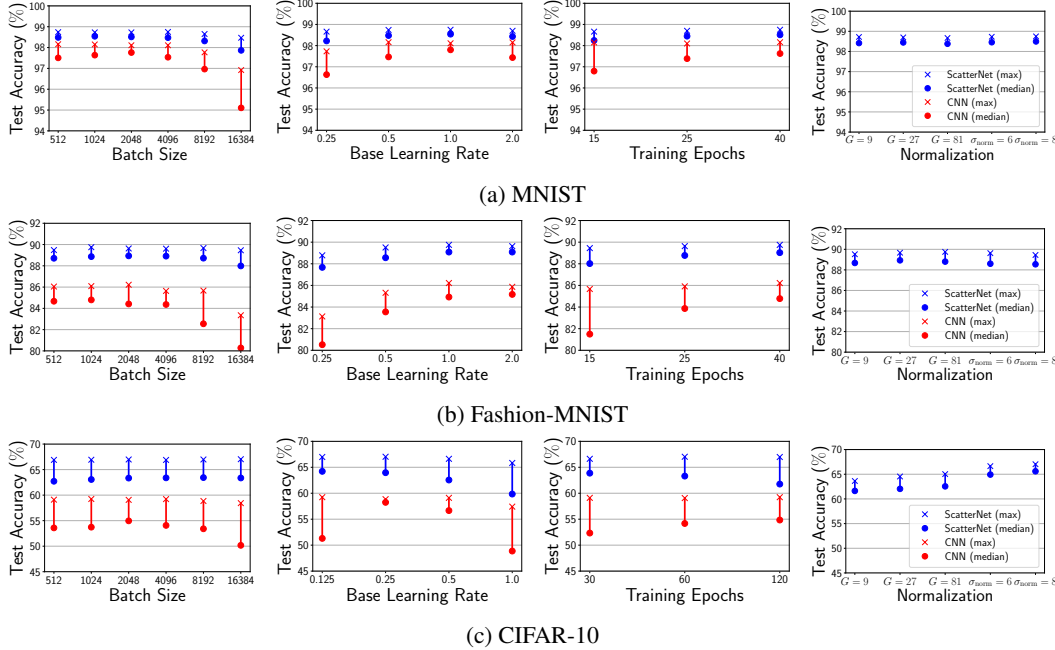 Test Accuracy (%)
99
98
97
96
95
94
512 1024 2048 4096 8192 16384
Batch Size
Test Accuracy (%)
99
98
97
96
95
94
0.25 0.5 1.0 2.0
Base Learning Rate
Test Accuracy (%)
99
98
97
96
95
94
15 25 40
Training Epochs
Test Accuracy (%)
100
99
98
97
96
95
94
ScatterNet (max)
ScatterNet (median)
CNN (max)
CNN (median)
G = 9 G = 27 G = 81 σnorm = 6 σnorm = 8
Normalization
(a) MNIST
Test Accuracy (%)
92
90
88
86
84
82
80
512 1024 2048 4096 8192 16384
Batch Size
Test Accuracy (%)
92
90
88
86
84
82
80
0.25 0.5 1.0 2.0
Base Learning Rate
Test Accuracy (%)
92
90
88
86
84
82
80
15 25 40
Training Epochs
Test Accuracy (%)
92
90
88
86
84
82
80
ScatterNet (max)
ScatterNet (median)
CNN (max)
CNN (median)
G = 9 G = 27 G = 81 σnorm = 6 σnorm = 8
Normalization
(b) Fashion-MNIST
Test Accuracy (%)
70
65
60
55
50
45
512 1024 2048 4096 8192 16384
Batch Size
Test Accuracy (%)
70
65
60
55
50
45
0.125 0.25 0.5 1.0
Base Learning Rate
Test Accuracy (%)
70
65
60
55
50
45
30 60 120
Training Epochs
Test Accuracy (%)
70
65
60
55
50
45
ScatterNet (max)
ScatterNet (median)
CNN (max)
CNN (median)
G = 9 G = 27 G = 81 σnorm = 6 σnorm = 8
Normalization
(c) CIFAR-10